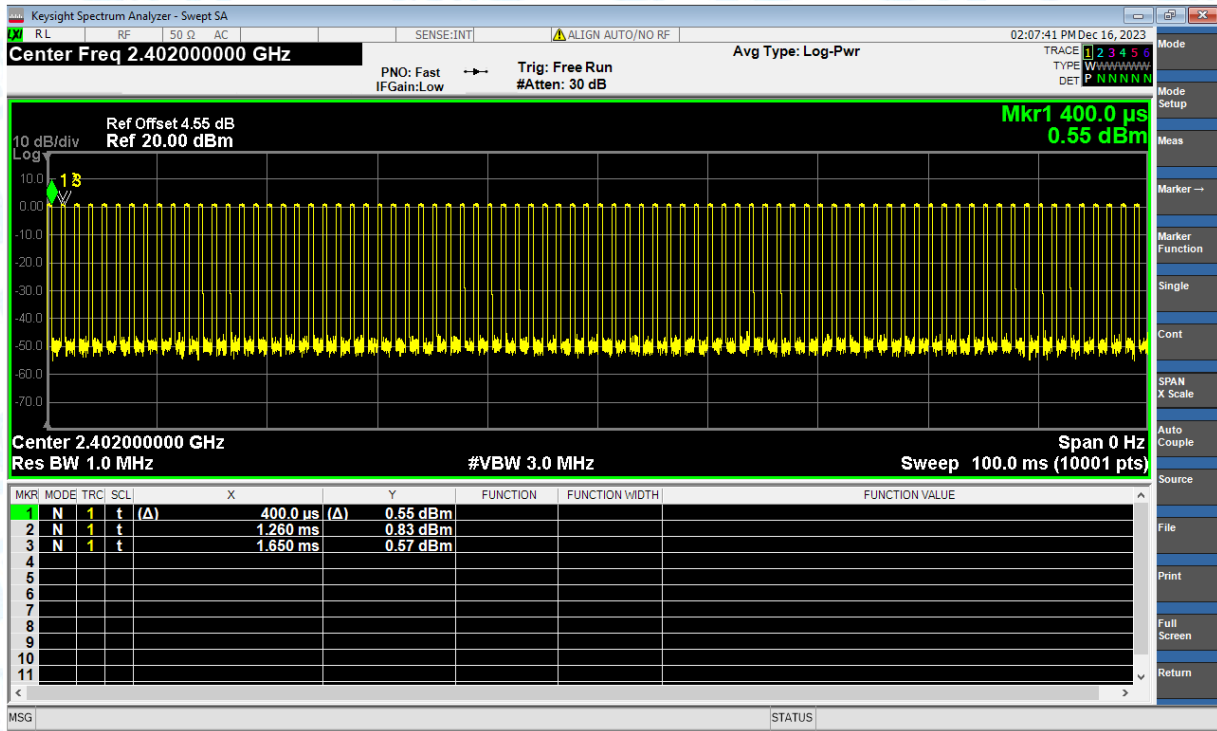 Keysight Spectrum Analyzer - Swept SA
LXI RL RF 50 Ω AC SENSE:INT ALIGN AUTO/NO RF 02:07:41 PM Dec 16, 2023
Center Freq 2.402000000 GHz
PNO: Fast
IFGain:Low
Trig: Free Run
#Atten: 30 dB
Avg Type: Log-Pwr
TRACE 1 2 3 4 5 6
TYPE WWWWWW
DET P N N N N N
Mkr1 400.0 µs
0.55 dBm
Ref Offset 4.55 dB
10 dB/div Ref 20.00 dBm
Log
10.0
0.00
-10.0
-20.0
-30.0
-40.0
-50.0
-60.0
-70.0
Center 2.402000000 GHz Span 0 Hz
Res BW 1.0 MHz #VBW 3.0 MHz Sweep 100.0 ms (10001 pts)
MKR MODE TRC SCL X Y FUNCTION FUNCTION WIDTH FUNCTION VALUE
1 N 1 t (Δ) 400.0 µs (Δ) 0.55 dBm
2 N 1 t 1.260 ms 0.83 dBm
3 N 1 t 1.650 ms 0.57 dBm
4
5
6
7
8
9
10
11
MSG STATUS
Mode
Mode
Setup
Meas
Marker→
Marker
Function
Single
Cont
SPAN
X Scale
Auto
Couple
Source
File
Print
Full
Screen
Return